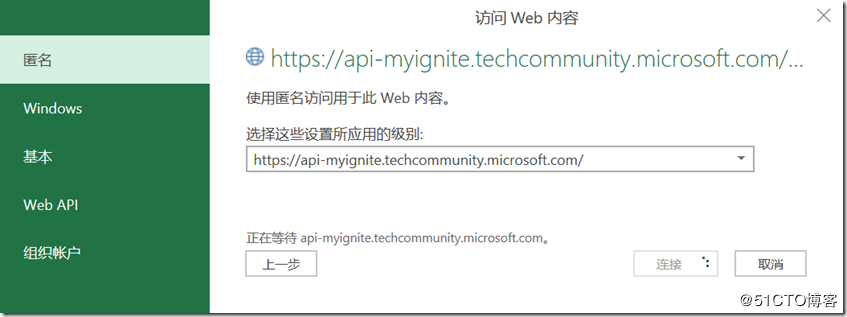 访问 Web 内容
匿名
Windows
基本
Web API
组织帐户
https://api-myignite.techcommunity.microsoft.com/...
使用匿名访问用于此 Web 内容。
选择这些设置所应用的级别:
https://api-myignite.techcommunity.microsoft.com/
正在等待 api-myignite.techcommunity.microsoft.com。
上一步
连接
取消
@51CTO博客